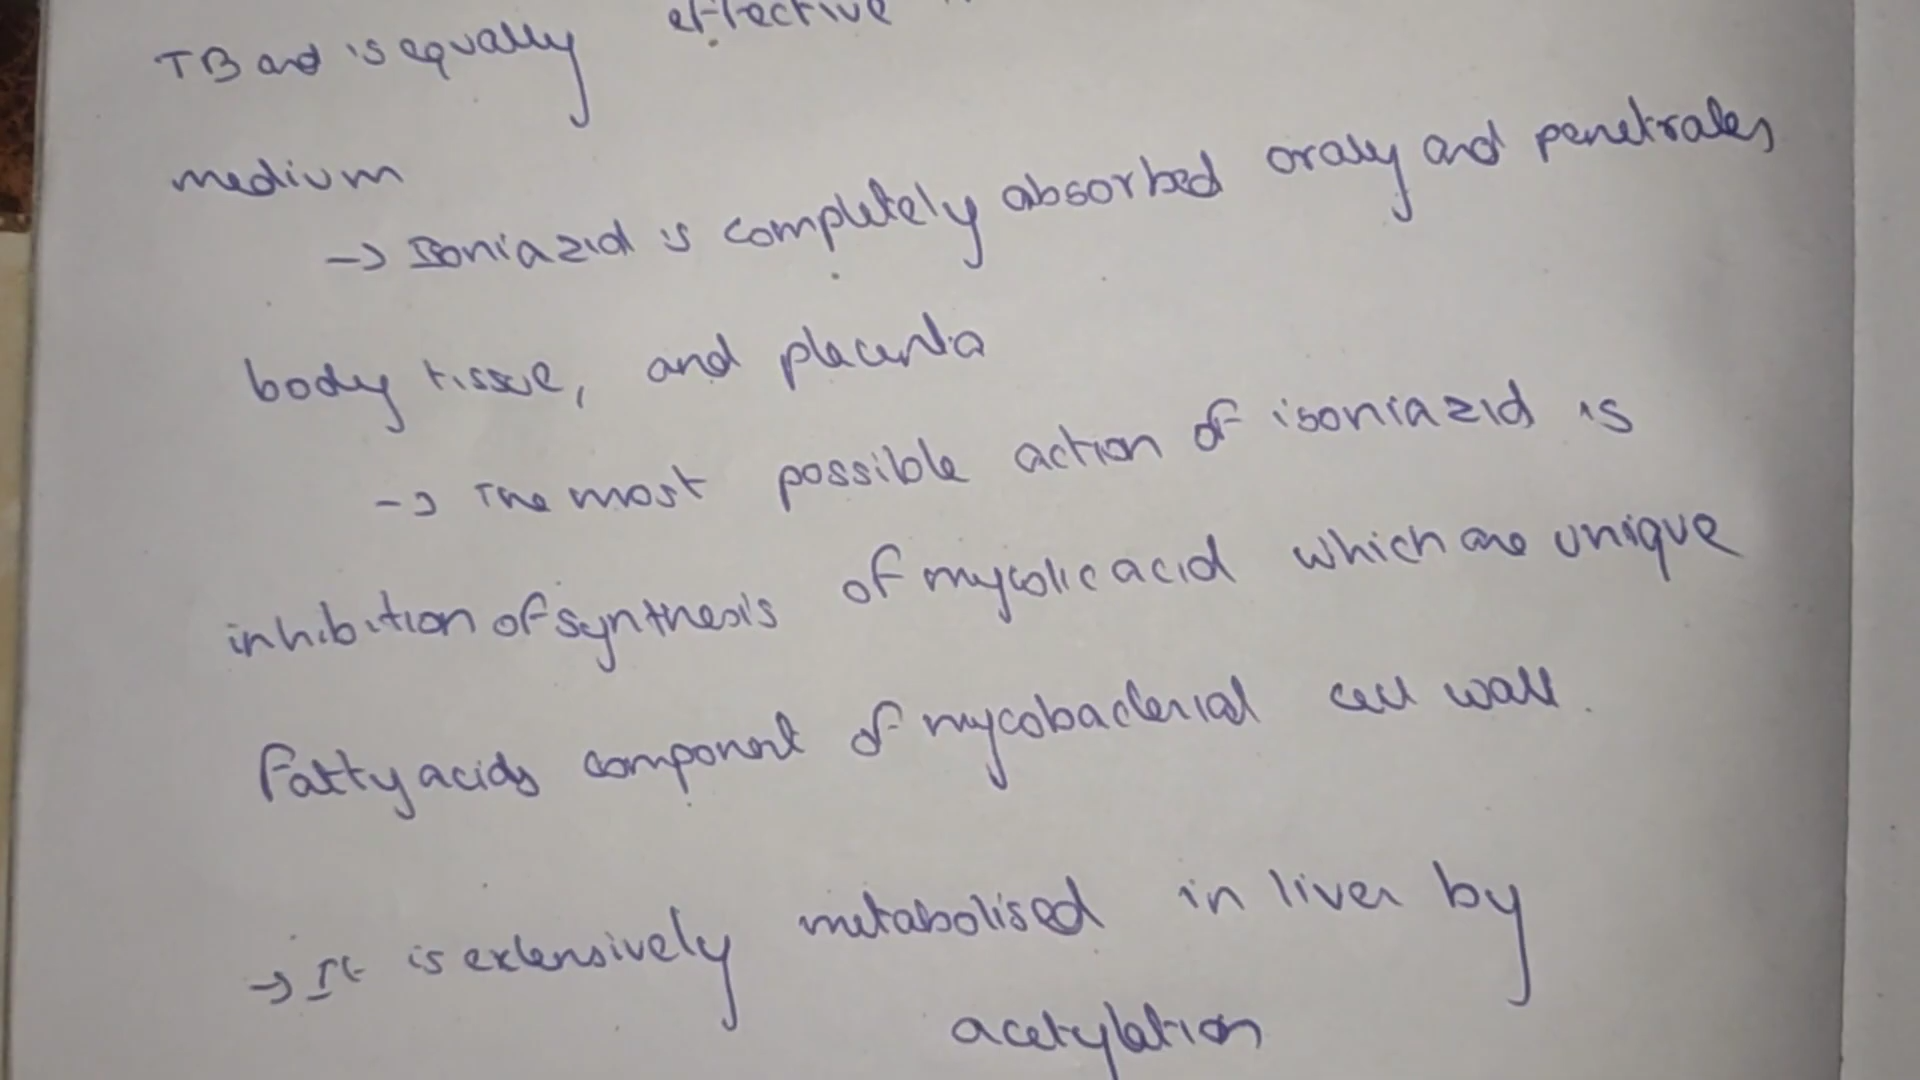 TB and is equally effective
medium
→ Isoniazid is completely absorbed oraly and penetrates
body tissue, and placenta
→ The most possible action of isoniazid is
inhibition of synthesis of mycolic acid which are unique
fatty acids component of mycobacterial cell wall.
→ It is extensively metabolised in liver by
acetylation